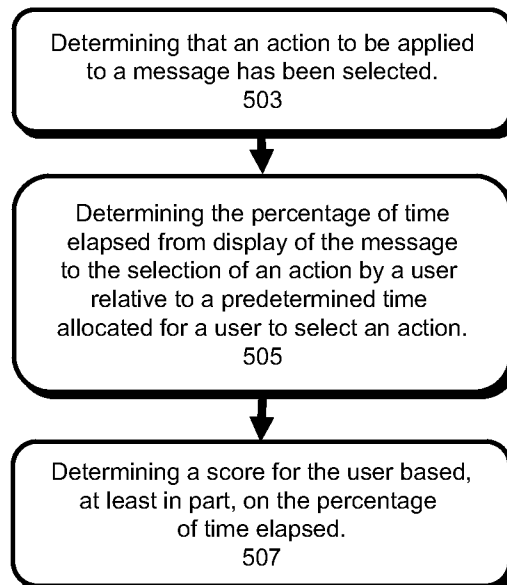 Determining that an action to be applied
to a message has been selected.
503
Determining the percentage of time
elapsed from display of the message
to the selection of an action by a user
relative to a predetermined time
allocated for a user to select an action.
505
Determining a score for the user based,
at least in part, on the percentage
of time elapsed.
507